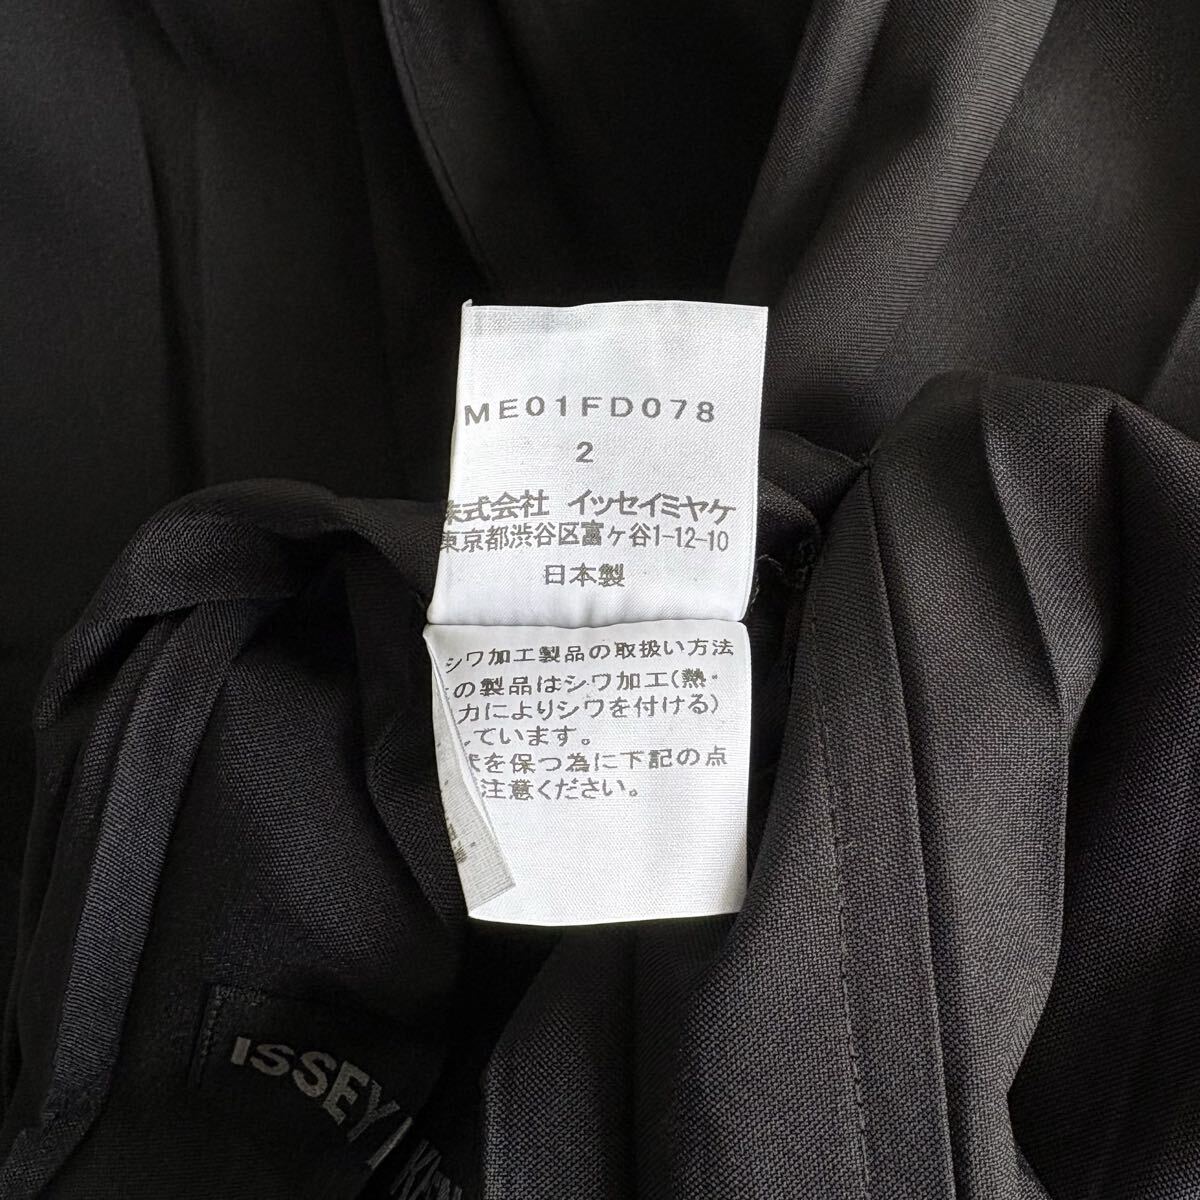 ME01FD078
2
株式会社 イッセイミヤケ
東京都渋谷区富ヶ谷1-12-10
日本製
シワ加工製品の取扱い方法
の製品はシワ加工(熱・
力によりシワを付ける)
しています。
を保つ為に下記の点
注意ください。
ISSEY